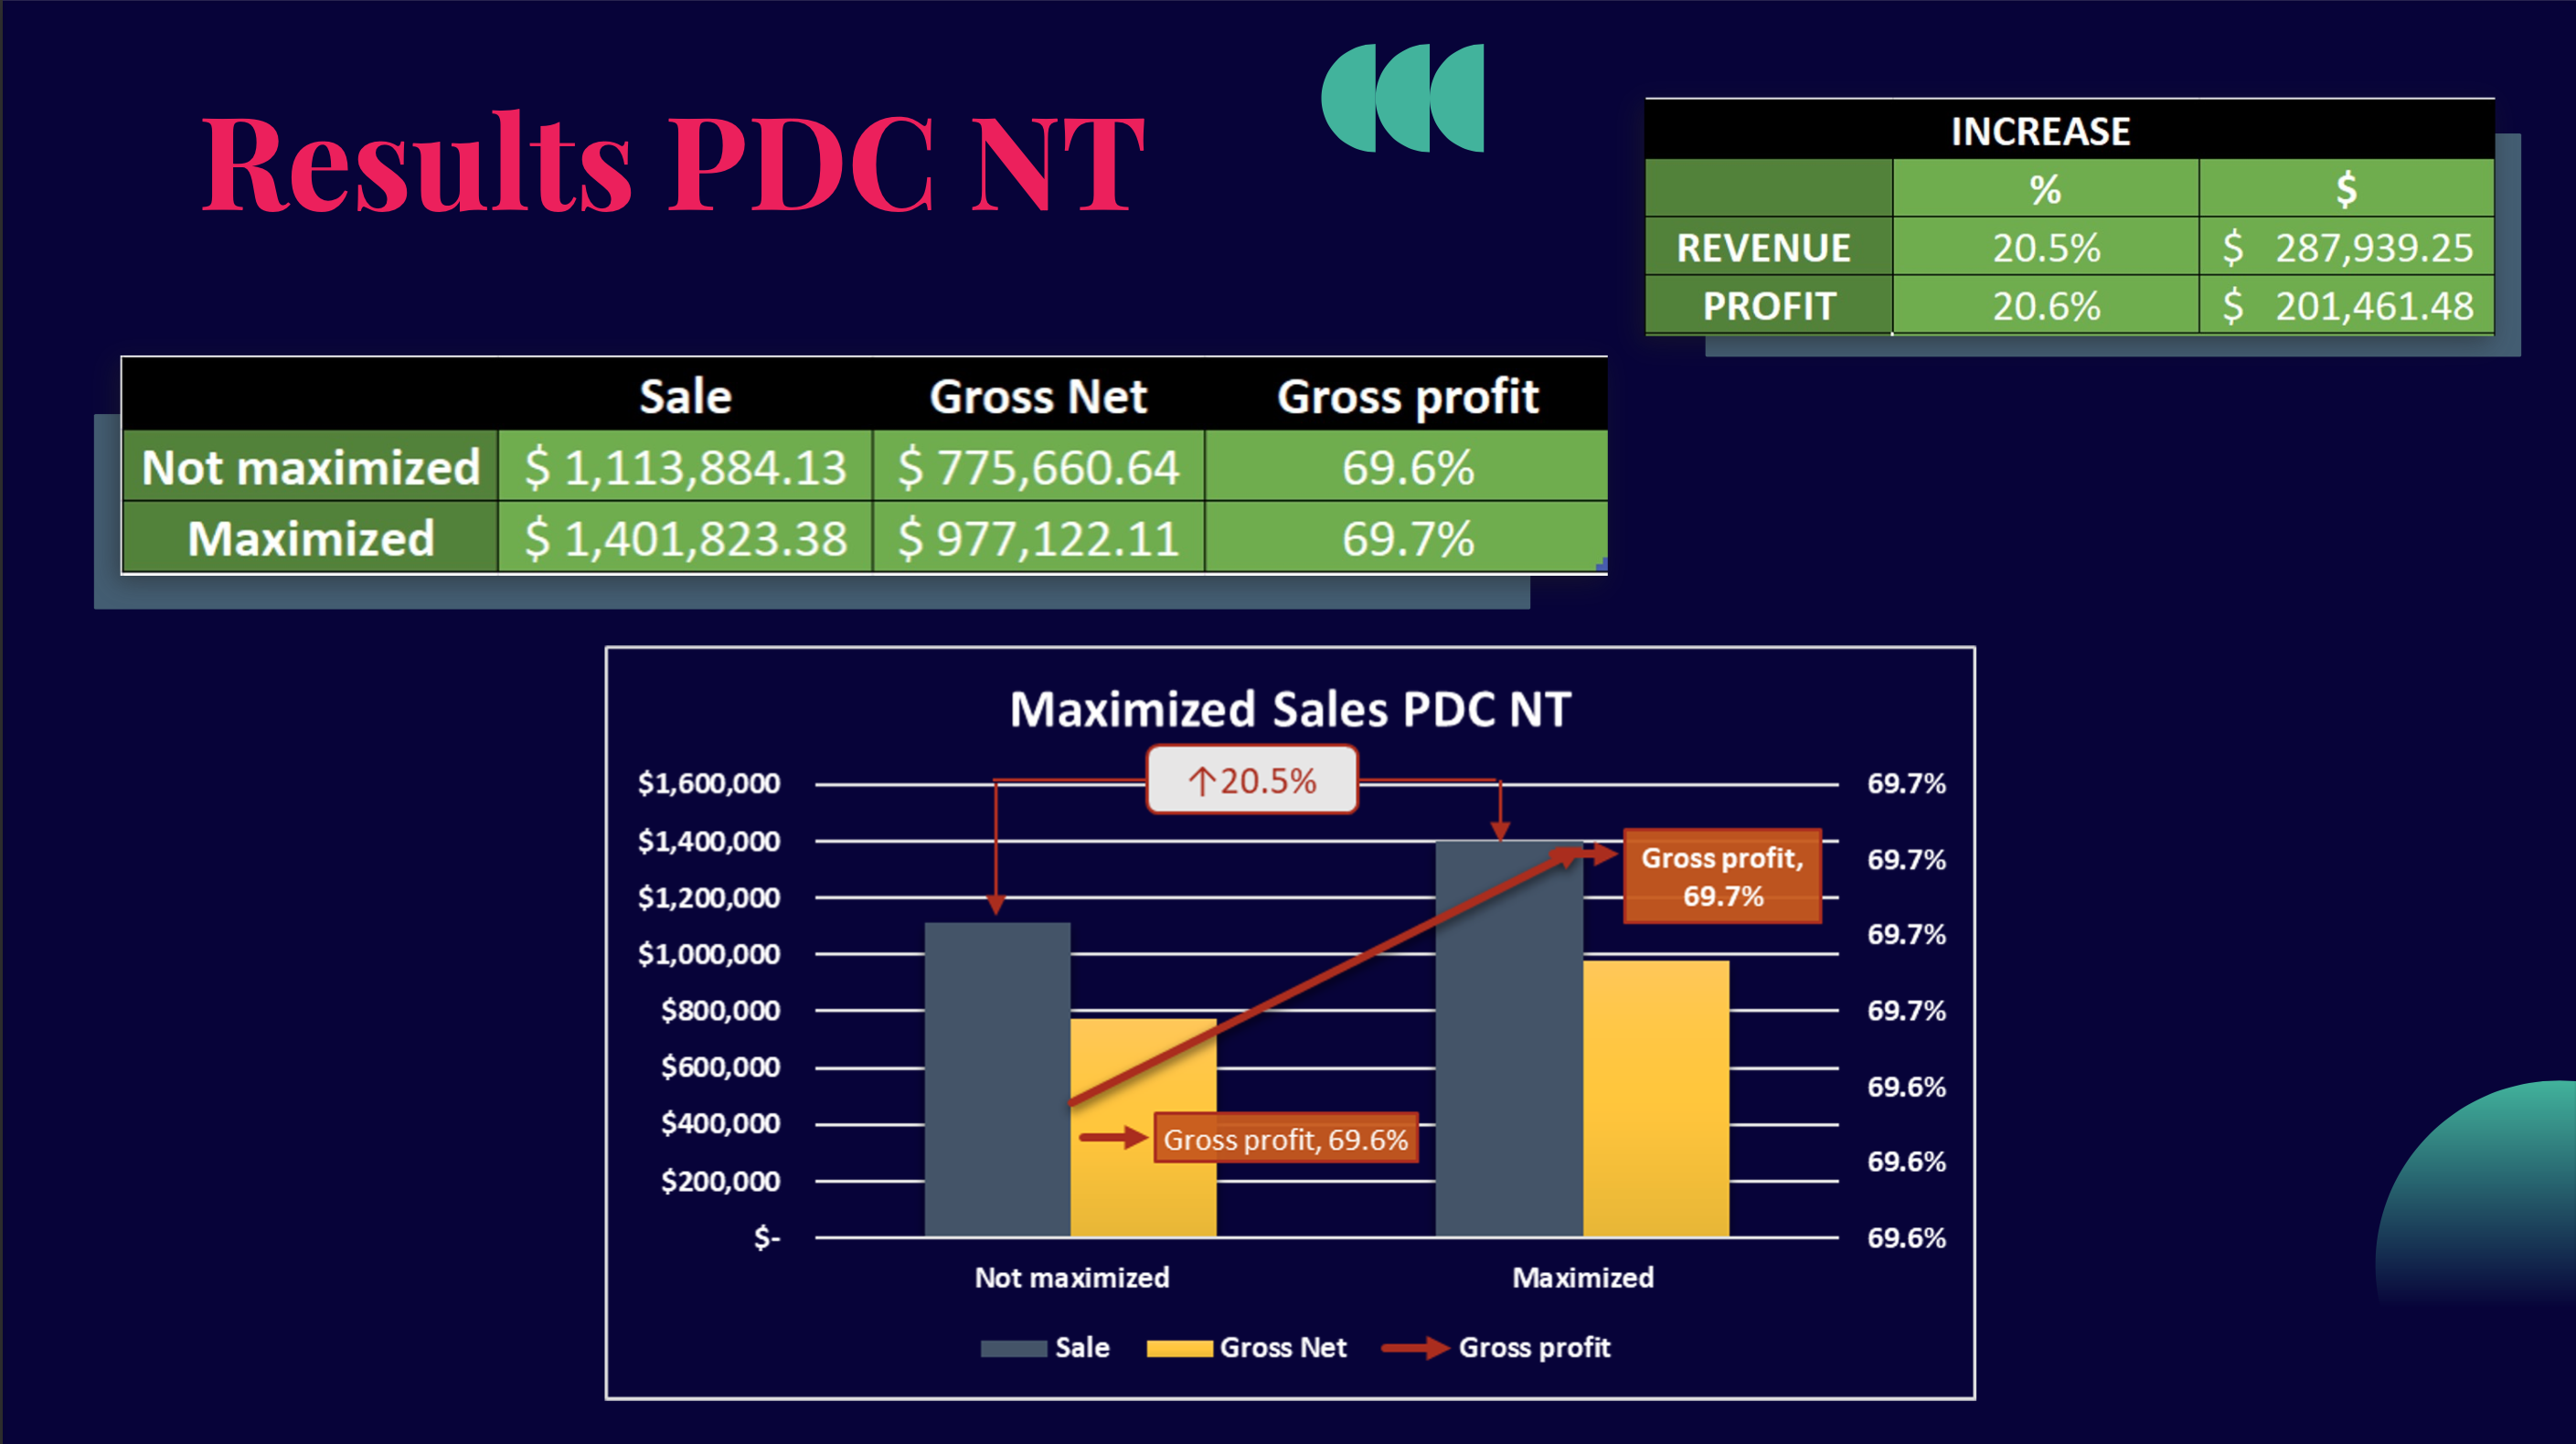 Results PDC NT
INCREASE
% $
REVENUE 20.5% $ 287,939.25
PROFIT 20.6% $ 201,461.48
Sale Gross Net Gross profit
Not maximized $ 1,113,884.13 $ 775,660.64 69.6%
Maximized $ 1,401,823.38 $ 977,122.11 69.7%
Maximized Sales PDC NT
↑20.5%
$1,600,000
$1,400,000
$1,200,000
$1,000,000
$800,000
$600,000
$400,000
$200,000
$-
69.7%
69.7%
69.7%
69.7%
69.6%
69.6%
69.6%
Gross profit,
69.7%
Gross profit, 69.6%
Not maximized Maximized
Sale Gross Net Gross profit